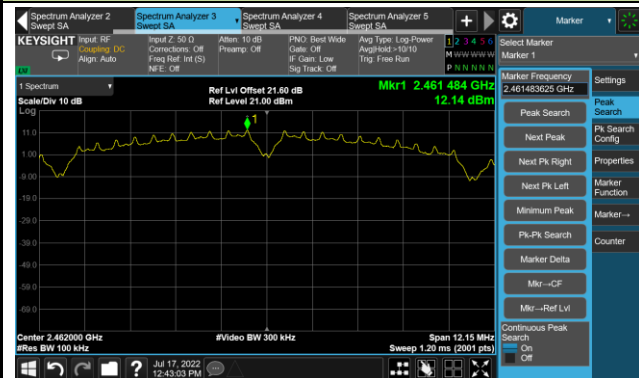 Spectrum Analyzer 2
Swept SA
Spectrum Analyzer 3
Swept SA
Spectrum Analyzer 4
Swept SA
Spectrum Analyzer 5
Swept SA
+
Marker
KEYSIGHT
Input: RF
Coupling: DC
Align: Auto
Input Z: 50 Ω
Corrections: Off
Freq Ref: Int (S)
NFE: Off
Atten: 10 dB
Preamp: Off
PNO: Best Wide
Gate: Off
IF Gain: Low
Sig Track: Off
Avg Type: Log-Power
Avg|Hold:>10/10
Trig: Free Run
1 2 3 4 5 6
M W W W W W
P N N N N N
Select Marker
Marker 1
LW
1 Spectrum
Scale/Div 10 dB
Log
Ref Lvl Offset 21.60 dB
Ref Level 21.00 dBm
Mkr1 2.461 484 GHz
12.14 dBm
1
11.0
1.00
-9.00
-19.0
-29.0
-39.0
-49.0
-59.0
-69.0
Center 2.462000 GHz
#Res BW 100 kHz
#Video BW 300 kHz
Span 12.15 MHz
Sweep 1.20 ms (2001 pts)
Marker Frequency
2.461483625 GHz
Peak Search
Next Peak
Next Pk Right
Next Pk Left
Minimum Peak
Pk-Pk Search
Marker Delta
Mkr→CF
Mkr→Ref Lvl
Continuous Peak
Search
On
Off
Settings
Peak
Search
Pk Search
Config
Properties
Marker
Function
Marker→
Counter
?
Jul 17, 2022
12:43:03 PM